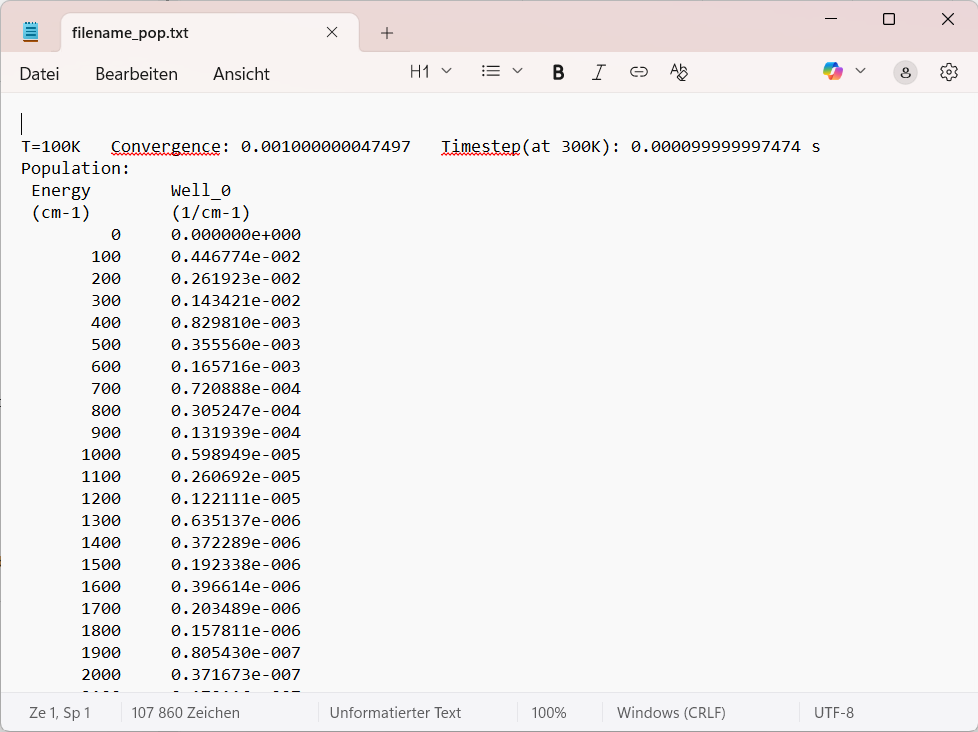 filename_pop.txt
Datei Bearbeiten Ansicht H1 B I
T=100K   Convergence: 0.001000000047497   Timestep(at 300K): 0.000099999997474 s
Population:
 Energy        Well_0
 (cm-1)        (1/cm-1)
         0     0.000000e+000
       100     0.446774e-002
       200     0.261923e-002
       300     0.143421e-002
       400     0.829810e-003
       500     0.355560e-003
       600     0.165716e-003
       700     0.720888e-004
       800     0.305247e-004
       900     0.131939e-004
      1000     0.598949e-005
      1100     0.260692e-005
      1200     0.122111e-005
      1300     0.635137e-006
      1400     0.372289e-006
      1500     0.192338e-006
      1600     0.396614e-006
      1700     0.203489e-006
      1800     0.157811e-006
      1900     0.805430e-007
      2000     0.371673e-007
Ze 1, Sp 1 107 860 Zeichen Unformatierter Text 100% Windows (CRLF) UTF-8